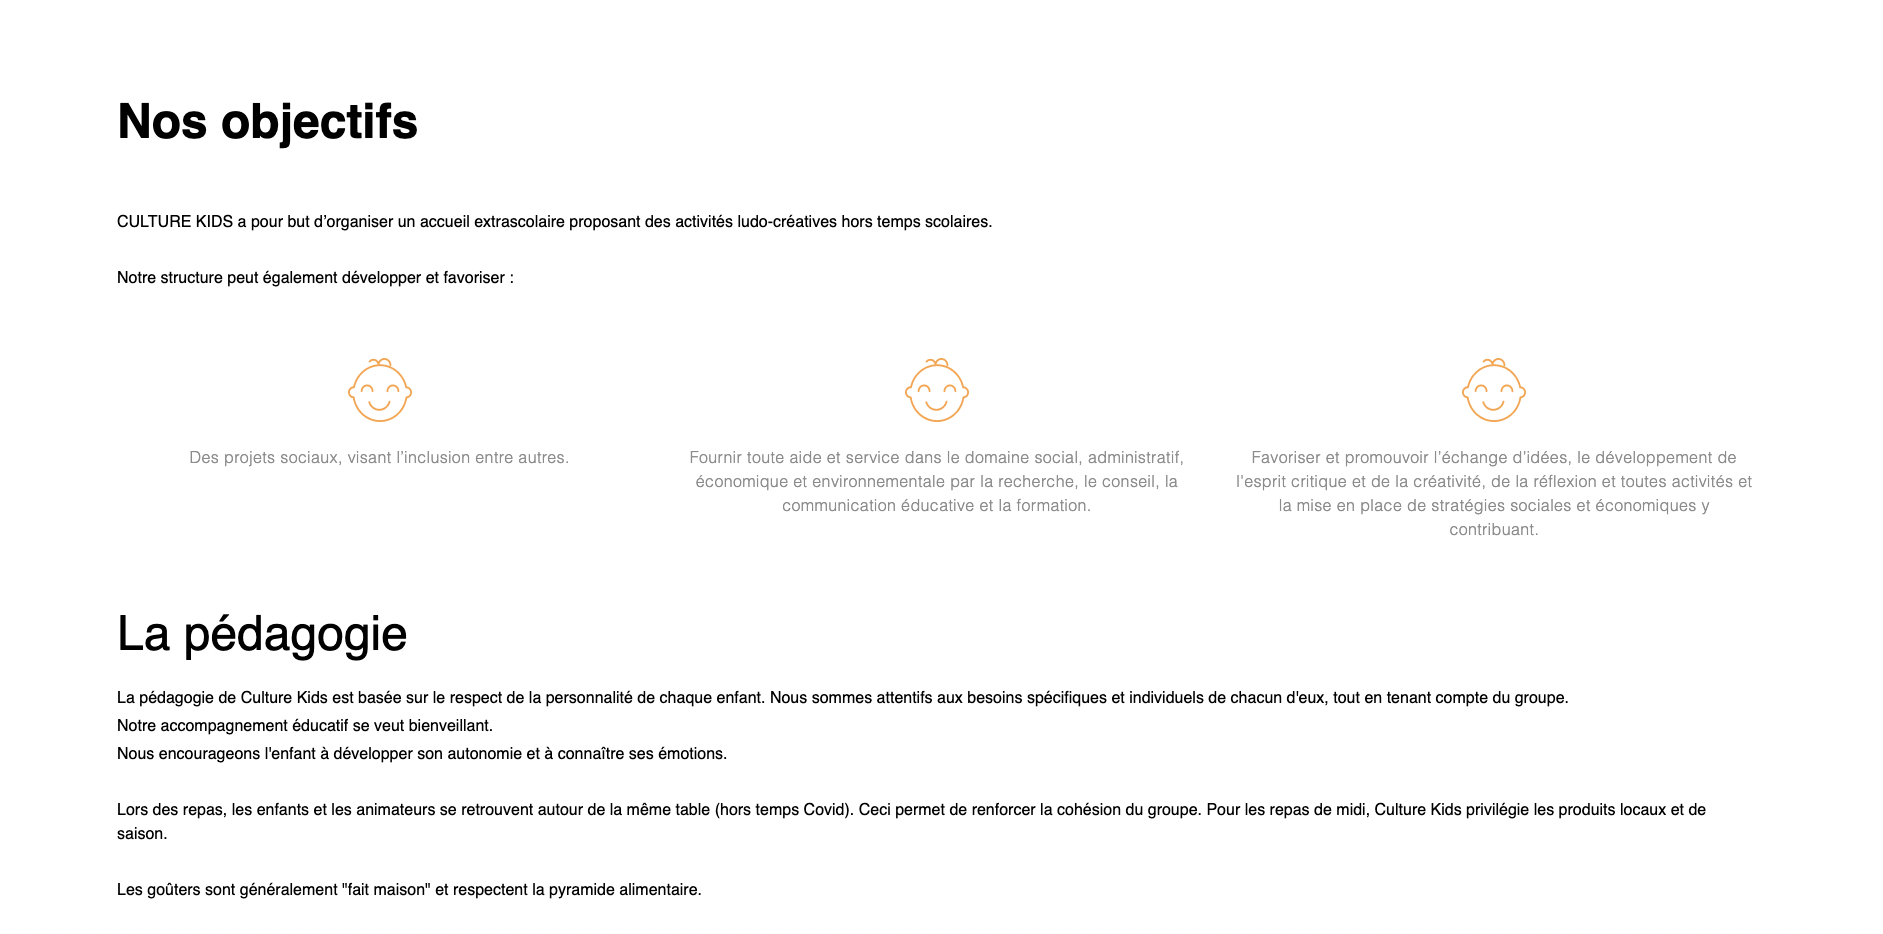 Nos objectifs
CULTURE KIDS a pour but d’organiser un accueil extrascolaire proposant des activités ludo-créatives hors temps scolaires.
Notre structure peut également développer et favoriser :
Des projets sociaux, visant l’inclusion entre autres.
Fournir toute aide et service dans le domaine social, administratif,
économique et environnementale par la recherche, le conseil, la
communication éducative et la formation.
Favoriser et promouvoir l’échange d’idées, le développement de
l'esprit critique et de la créativité, de la réflexion et toutes activités et
la mise en place de stratégies sociales et économiques y
contribuant.
La pédagogie
La pédagogie de Culture Kids est basée sur le respect de la personnalité de chaque enfant. Nous sommes attentifs aux besoins spécifiques et individuels de chacun d'eux, tout en tenant compte du groupe.
Notre accompagnement éducatif se veut bienveillant.
Nous encourageons l'enfant à développer son autonomie et à connaître ses émotions.
Lors des repas, les enfants et les animateurs se retrouvent autour de la même table (hors temps Covid). Ceci permet de renforcer la cohésion du groupe. Pour les repas de midi, Culture Kids privilégie les produits locaux et de
saison.
Les goûters sont généralement "fait maison" et respectent la pyramide alimentaire.